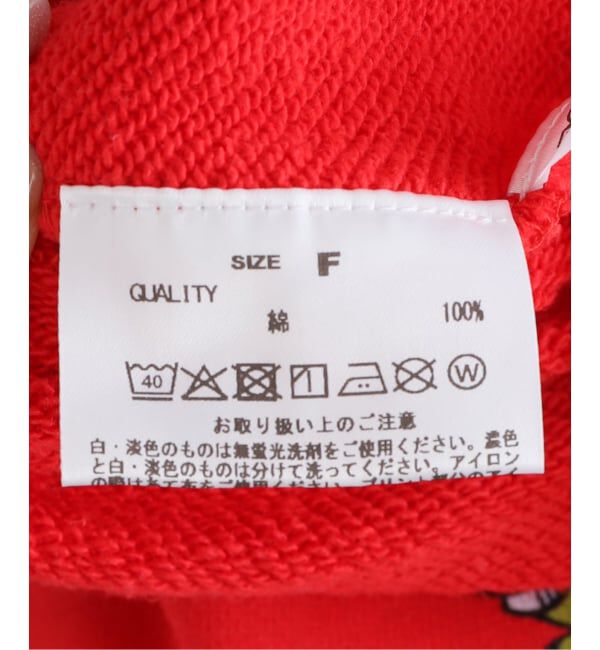 SIZE F
QUALITY
綿 100%
40 W
お取り扱い上のご注意
白・淡色のものは無蛍光洗剤をご使用ください。濃色
と白・淡色のものは分けて洗ってください。アイロン